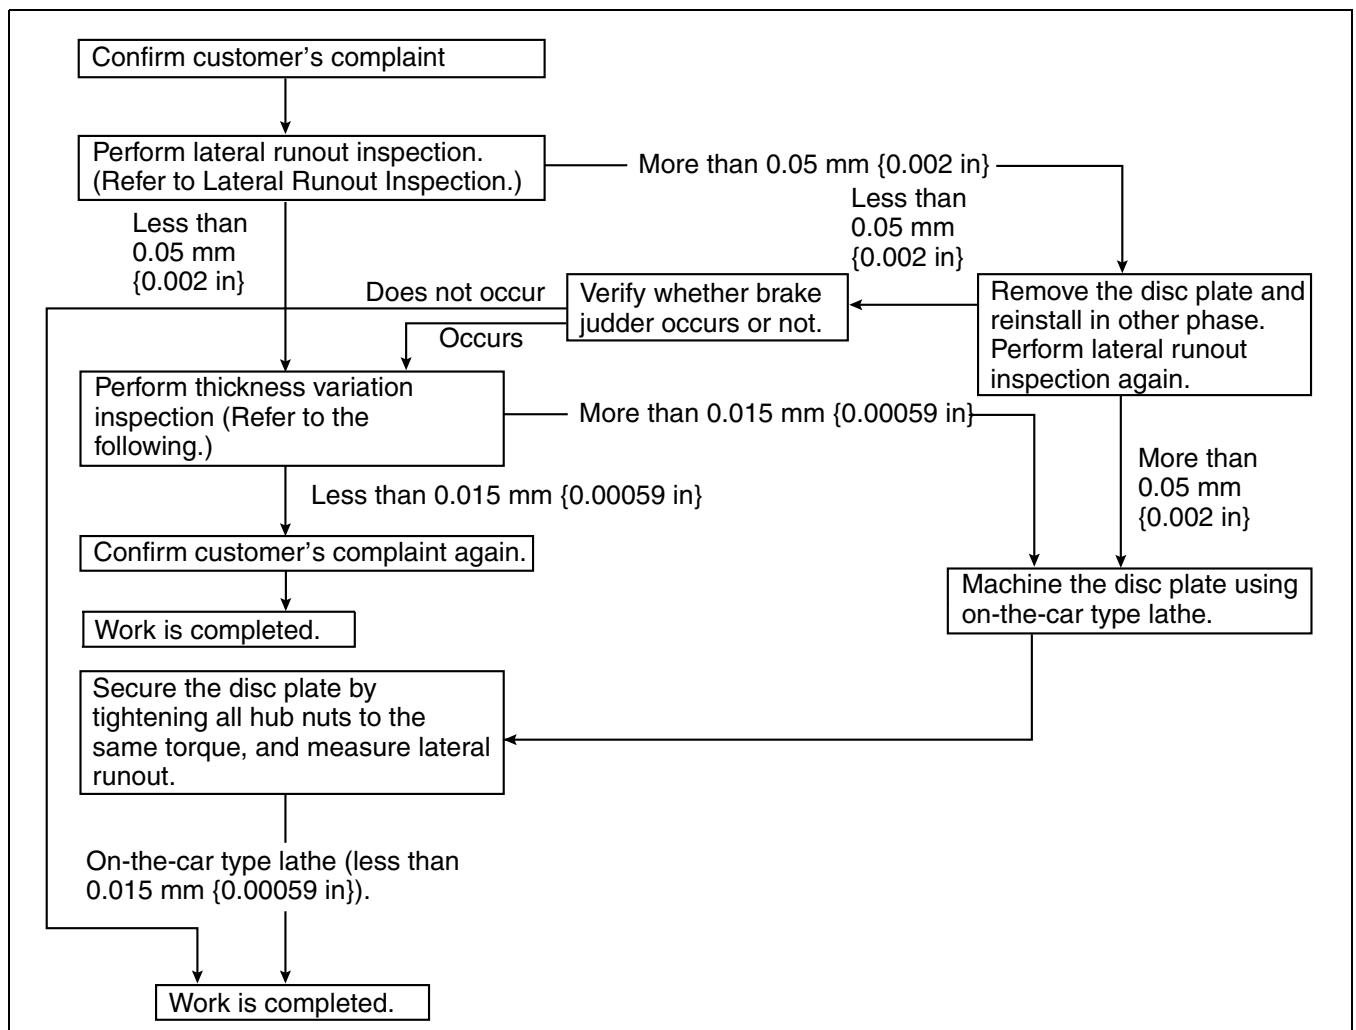 Confirm customer's complaint
Perform lateral runout inspection.
(Refer to Lateral Runout Inspection.)
More than 0.05 mm {0.002 in}
Less than
0.05 mm
{0.002 in}
Less than
0.05 mm
{0.002 in}
Remove the disc plate and
reinstall in other phase.
Perform lateral runout
inspection again.
Verify whether brake
judder occurs or not.
Does not occur
Occurs
Perform thickness variation
inspection (Refer to the
following.)
More than 0.015 mm {0.00059 in}
More than
0.05 mm
{0.002 in}
Less than 0.015 mm {0.00059 in}
Confirm customer's complaint again.
Work is completed.
Machine the disc plate using
on-the-car type lathe.
Secure the disc plate by
tightening all hub nuts to the
same torque, and measure lateral
runout.
On-the-car type lathe (less than
0.015 mm {0.00059 in}).
Work is completed.